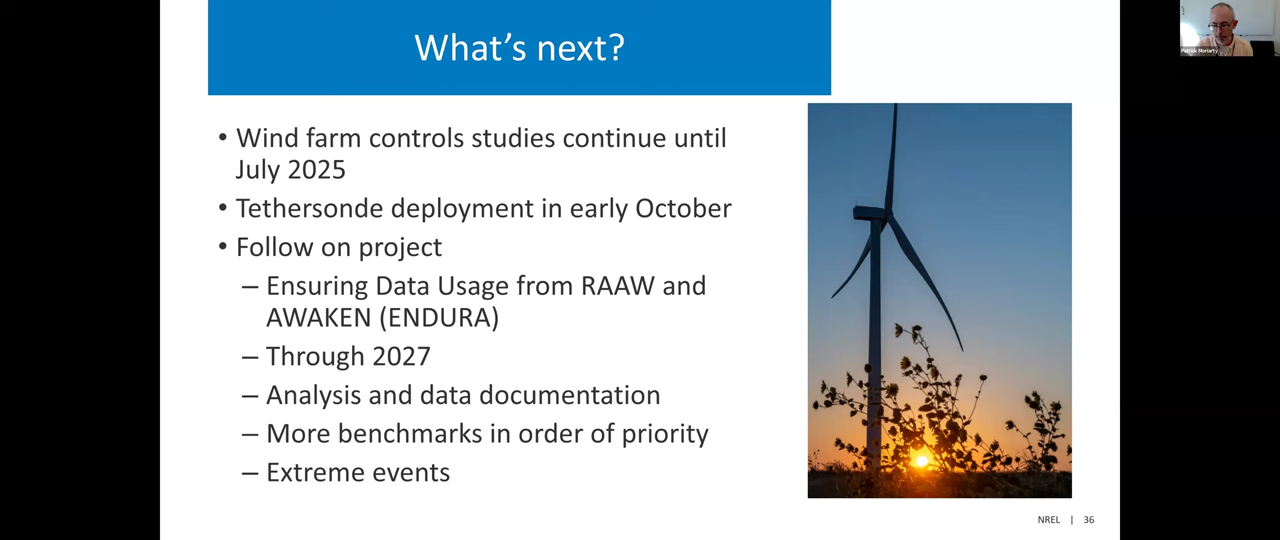 What's next?
Patrick Moriarty
• Wind farm controls studies continue until
July 2025
• Tethersonde deployment in early October
• Follow on project
– Ensuring Data Usage from RAAW and
AWAKEN (ENDURA)
– Through 2027
– Analysis and data documentation
– More benchmarks in order of priority
– Extreme events
NREL | 36